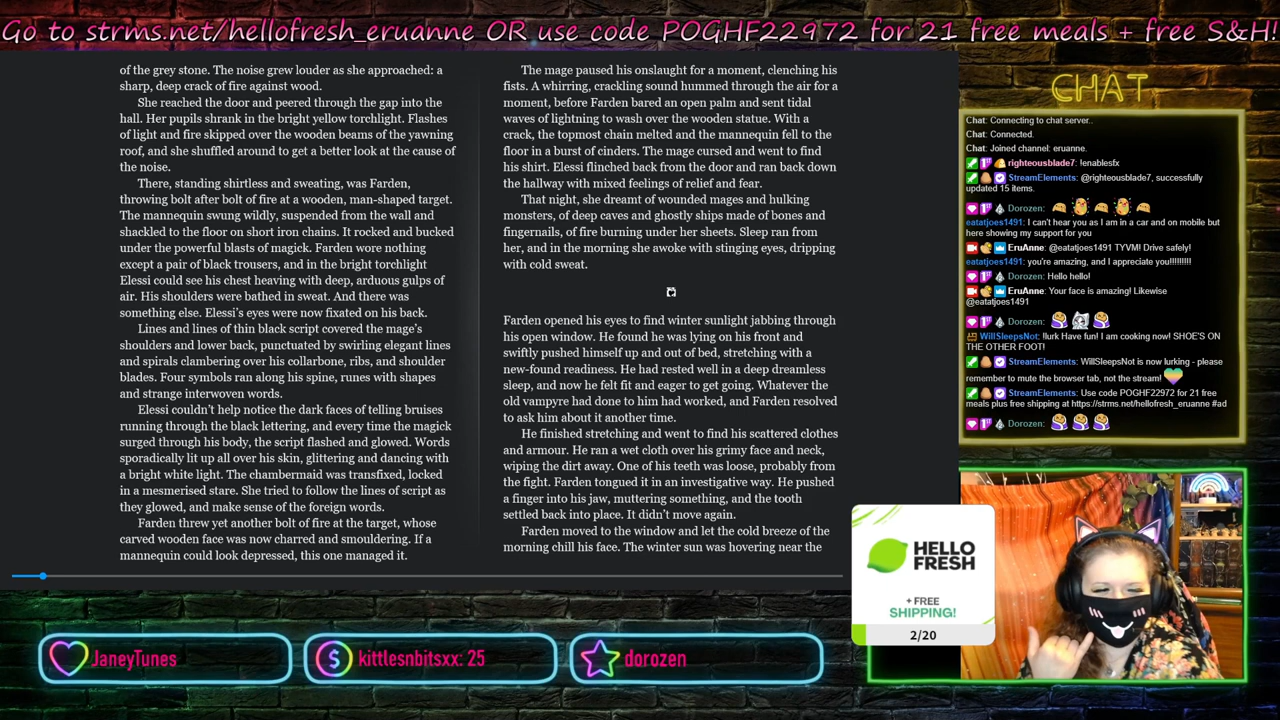 Go to strms.net/hellofresh_eruanne OR use code POGHF22972 for 21 free meals + free S&H!
of the grey stone. The noise grew louder as she approached: a
sharp, deep crack of fire against wood.
She reached the door and peered through the gap into the
hall. Her pupils shrank in the bright yellow torchlight. Flashes
of light and fire skipped over the wooden beams of the yawning
roof, and she shuffled around to get a better look at the cause of
the noise.
There, standing shirtless and sweating, was Farden,
throwing bolt after bolt of fire at a wooden, man-shaped target.
The mannequin swung wildly, suspended from the wall and
shackled to the floor on short iron chains. It rocked and kicked
under the powerful blasts of magick. Farden wore nothing
except a pair of black trousers, and in the bright torchlight
Elessi could see his chest heaving with deep, arduous gulps of
air. His shoulders were bathed in sweat. And there was
something else. Elessi's eyes were now fixated on his back.
Lines and lines of thin black script covered the mage's
shoulders and lower back, punctuated by swirling elegant lines
and spirals clambering over his collarbone, ribs, and shoulder
blades. Four symbols ran along his spine, runes with shapes
and strange interwoven words.
Elessi couldn't help notice the dark faces of telling bruises
running through the black lettering, and every time the magick
surged through his body, the script flashed and glowed. Words
sporadically lit up all over his skin, glittering and dancing with
a bright white light. The chambermaid was transfixed, locked
in a mesmerised stare. She tried to follow the lines of script as
they glowed, and make sense of the foreign words.
Farden threw yet another bolt of fire at the target, whose
carved wooden face was now charred and smouldering. If a
mannequin could look depressed, this one managed it.
The mage paused his onslaught for a moment, clenching his
fists. A whirring, crackling sound hummed through the air for a
moment, before Farden bared an open palm and sent tidal
waves of lightning to wash over the wooden statue. With a
crack, the topmost chain melted and the mannequin fell to the
floor in a burst of cinders. The mage cursed and went to find
his shirt. Elessi flinched back from the door and ran back down
the hallway with mixed feelings of relief and fear.
That night, she dreamt of wounded mages and hulking
monsters, of deep caves and ghostly ships made of bones and
fingernails, of fire burning under her sheets. Sleep ran from
her, and in the morning she awoke with stinging eyes, dripping
with cold sweat.
Farden opened his eyes to find winter sunlight jabbing through
his open window. He found he was lying on his front and
swiftly pushed himself up and out of bed, stretching with a
new-found readiness. He had rested well in a deep dreamless
sleep, and now he felt fit and eager to get going. Whatever the
old vampyre had done to him had worked, and Farden resolved
to ask him about it another time.
He finished stretching and went to find his scattered clothes
and armour. He ran a wet cloth over his grimy face and neck,
wiping the dirt away. One of his teeth was loose, probably from
the fight. Farden tongued it in an investigative way. He pushed
a finger into his jaw, muttering something, and the tooth
settled back into place. It didn't move again.
Farden moved to the window and let the cold breeze of the
morning chill his face. The winter sun was hovering near the
CHAT
Chat: Connecting to chat server..
Chat: Connected.
Chat: Joined channel: eruanne.
righteousblade7: !enablesfx
StreamElements: @righteousblade7, successfully
updated 15 items.
Dorozen:
eatatjoes1491: I can't hear you as I am in a car and on mobile but
here showing my support for you
EruAnne: @eatatjoes1491 TYVM! Drive safely!
eatatjoes1491: you're amazing, and I appreciate you!!!!!!!!!
Dorozen: Hello hello!
EruAnne: Your face is amazing! Likewise
@eatatjoes1491
Dorozen:
WillSleepsNot: !lurk Have fun! I am cooking now! SHOE'S ON
THE OTHER FOOT!
StreamElements: WillSleepsNot is now lurking - please
remember to mute the browser tab, not the stream!
StreamElements: Use code POGHF22972 for 21 free
meals plus free shipping at https://strms.net/hellofresh_eruanne #ad
Dorozen:
HELLO
FRESH
+ FREE
SHIPPING!
2/20
JaneyTunes
kittlesnbitsxx: 25
dorozen